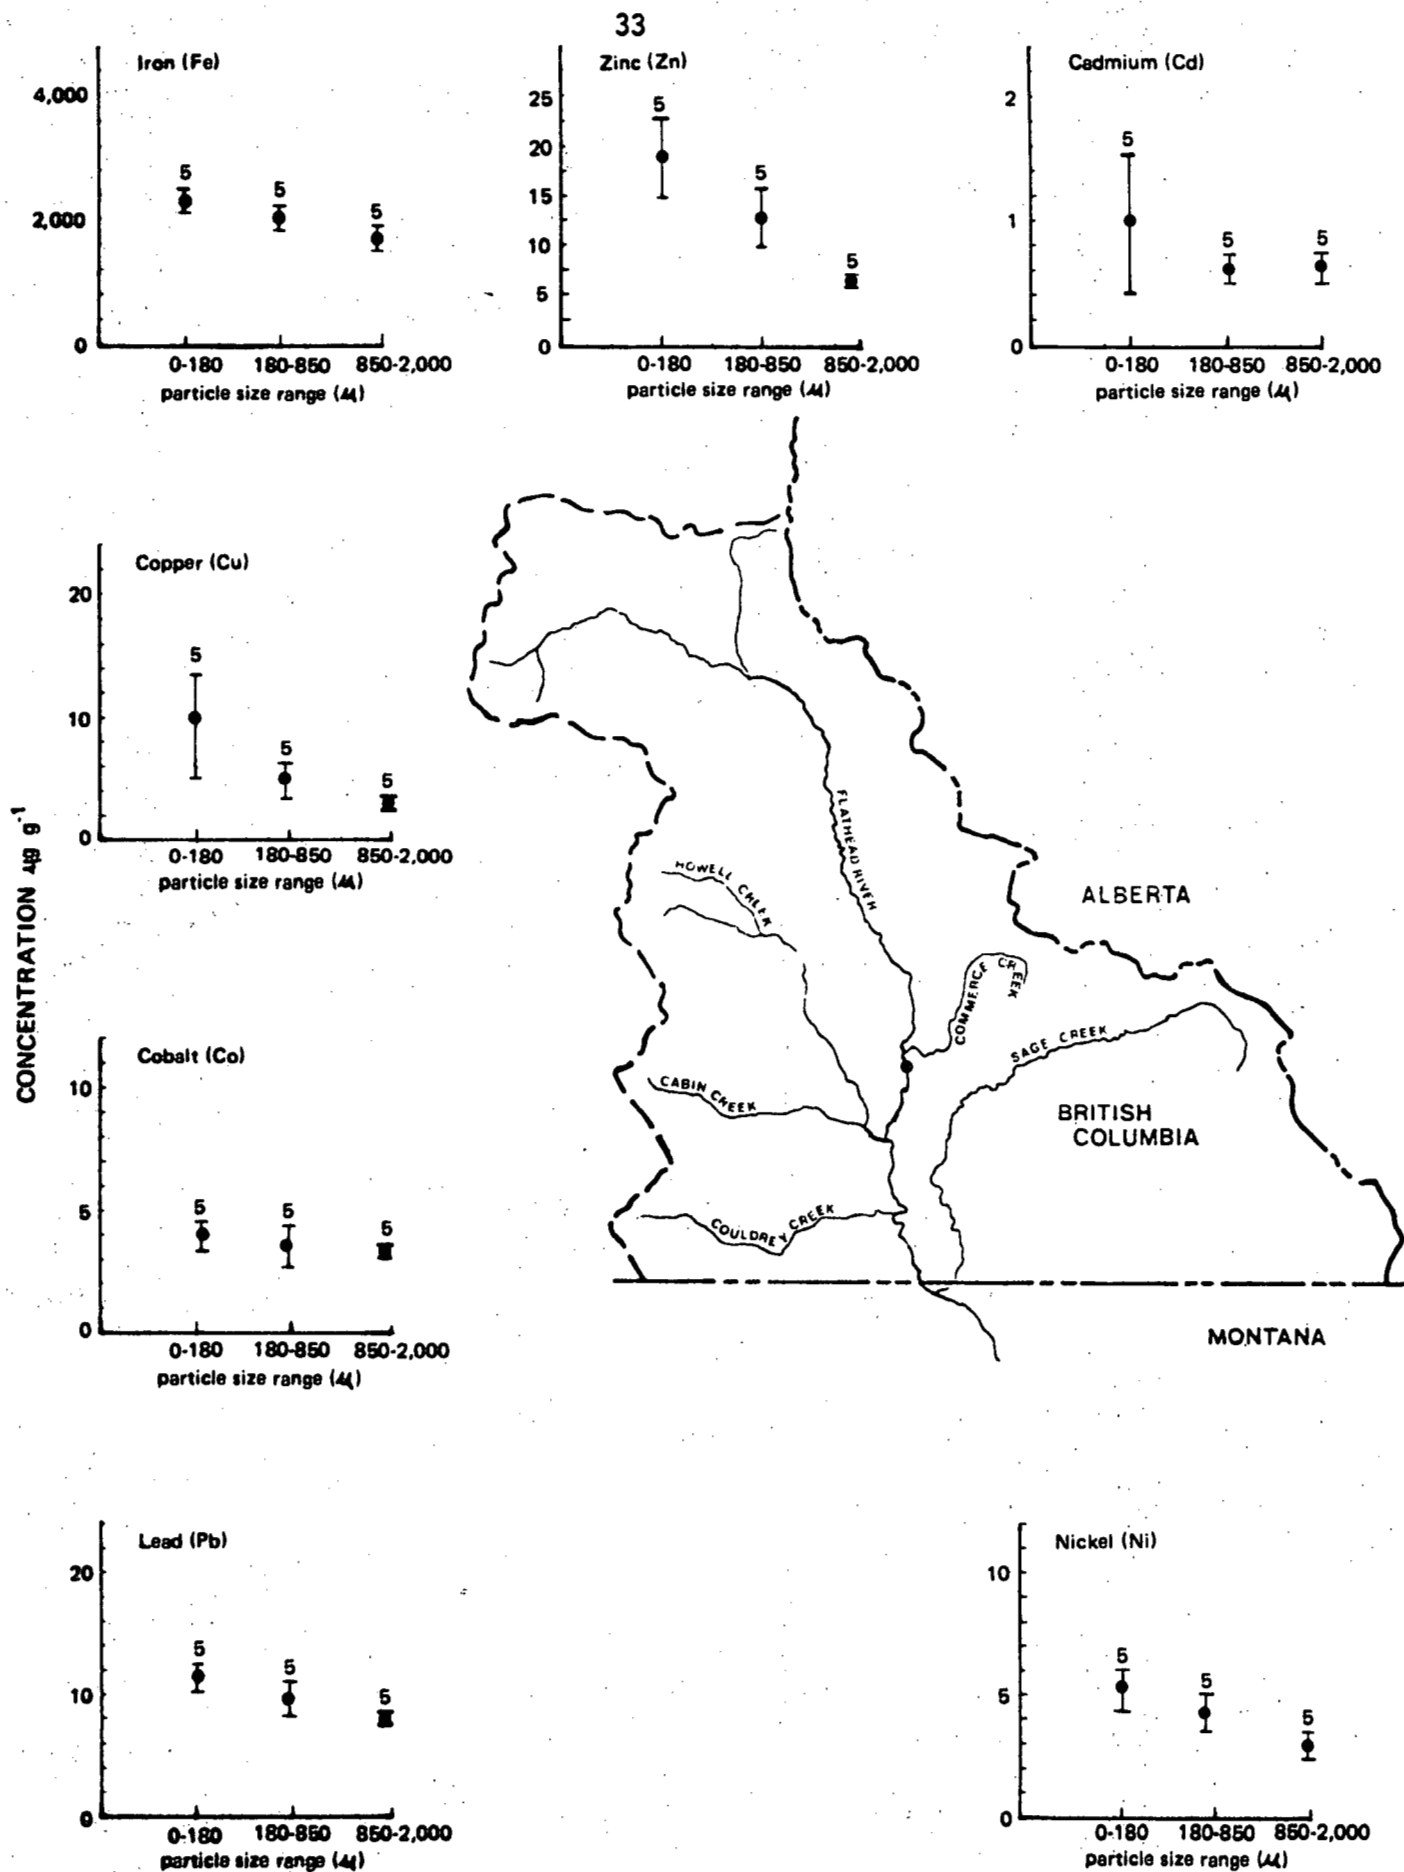 33
Iron (Fe)
4,000
2,000
0
5
5
5
0-180 180-850 850-2,000
particle size range (µ)
Zinc (Zn)
25
20
15
10
5
0
5
5
5
0-180 180-850 850-2,000
particle size range (µ)
Cadmium (Cd)
2
1
0
5
5
5
0-180 180-850 850-2,000
particle size range (µ)
CONCENTRATION µg g⁻¹
Copper (Cu)
20
10
0
5
5
5
0-180 180-850 850-2,000
particle size range (µ)
FLATHEAD RIVER
HOWELL CREEK
ALBERTA
COMMERCE CREEK
SAGE CREEK
CABIN CREEK
BRITISH
COLUMBIA
COULDREY CREEK
MONTANA
Cobalt (Co)
10
5
0
5
5
5
0-180 180-850 850-2,000
particle size range (µ)
Lead (Pb)
20
10
0
5
5
5
0-180 180-850 850-2,000
particle size range (µ)
Nickel (Ni)
10
5
0
5
5
5
0-180 180-850 850-2,000
particle size range (µ)